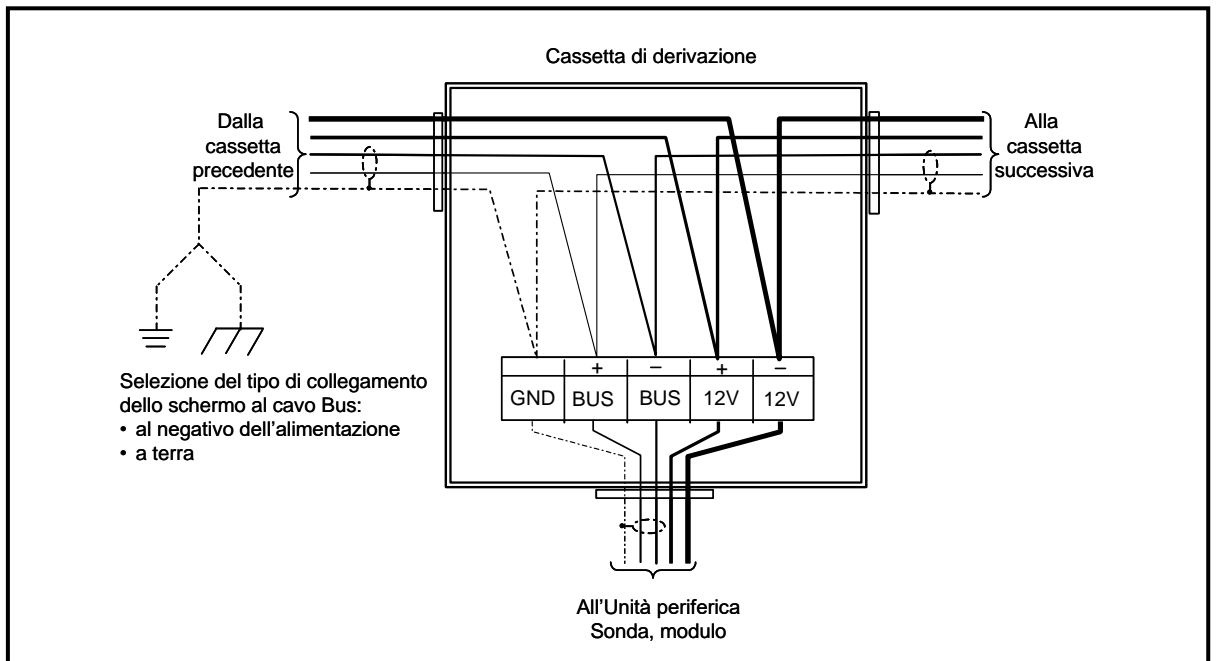 Cassetta di derivazione
Dalla
cassetta
precedente
Alla
cassetta
successiva
Selezione del tipo di collegamento
dello schermo al cavo Bus:
• al negativo dell’alimentazione
• a terra
+ − + −
GND BUS BUS 12V 12V
All’Unità periferica
Sonda, modulo